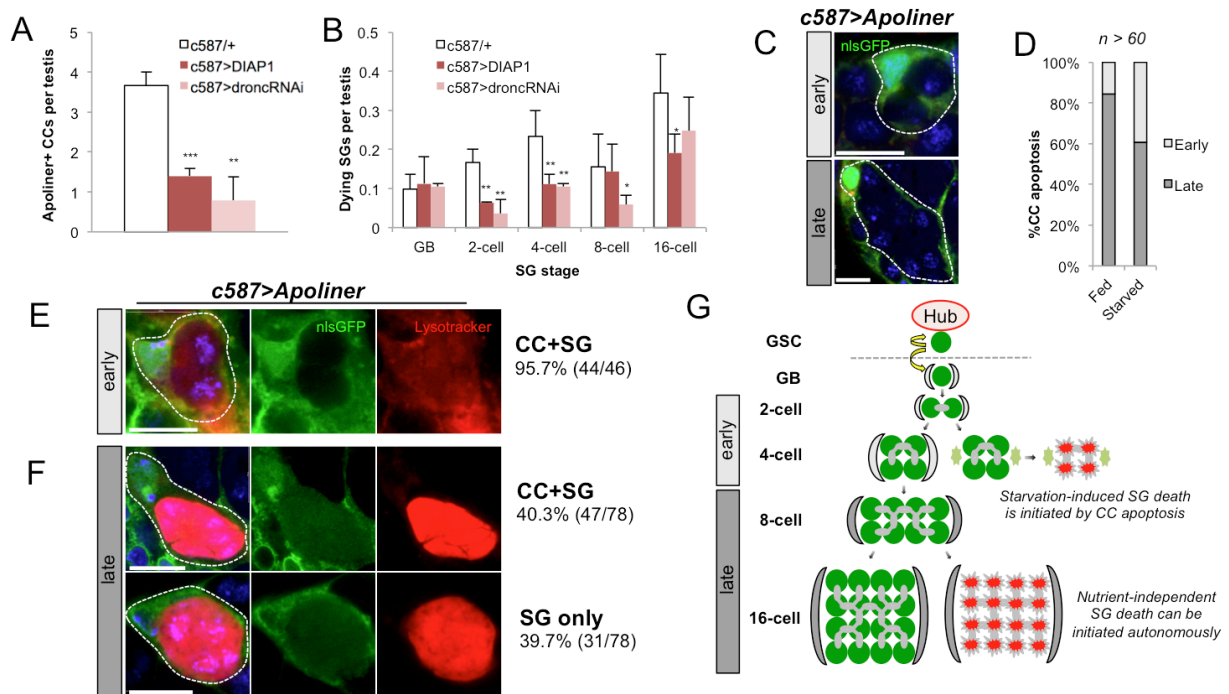 A
Apoliner+ CCs per testis
5
4
3
2
1
0
c587/+
c587>DIAP1
c587>droncRNAi
***
**
B
Dying SGs per testis
0.5
0.4
0.3
0.2
0.1
0
c587/+
c587>DIAP1
c587>droncRNAi
**
**
**
**
*
*
GB
2-cell
4-cell
8-cell
16-cell
SG stage
c587>Apoliner
C
nlsGFP
early
late
D
n > 60
%CC apoptosis
100%
80%
60%
40%
20%
0%
Early
Late
Fed
Starved
c587>Apoliner
E
early
nlsGFP
Lysotracker
CC+SG
95.7% (44/46)
F
late
CC+SG
40.3% (47/78)
SG only
39.7% (31/78)
G
Hub
GSC
GB
2-cell
early
4-cell
Starvation-induced SG death
is initiated by CC apoptosis
8-cell
late
16-cell
Nutrient-independent
SG death can be
initiated autonomously